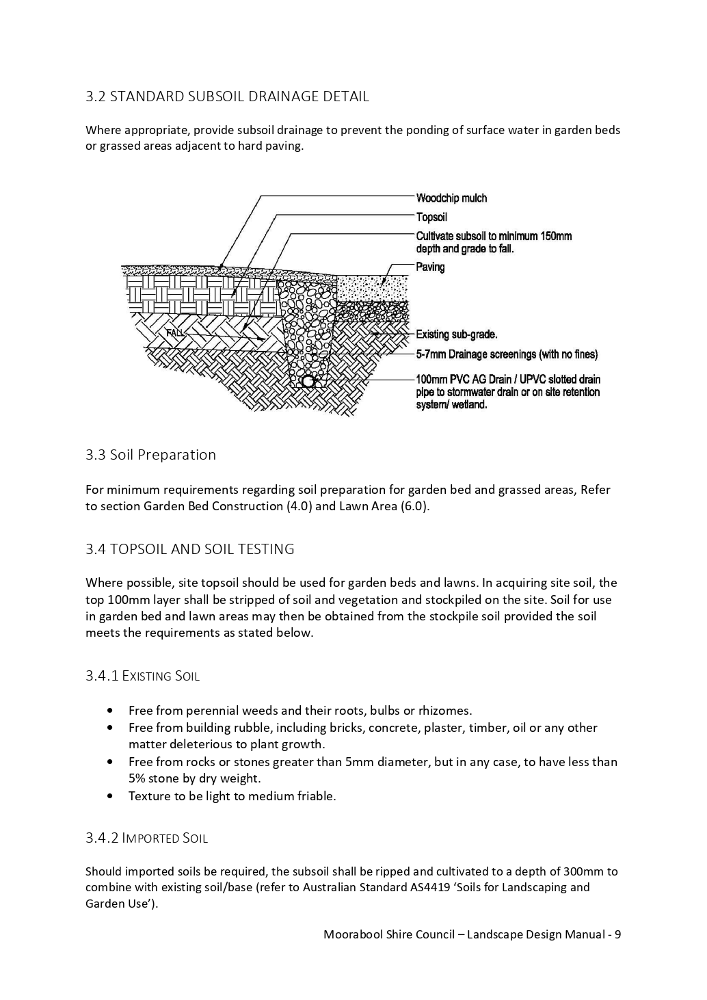 3.2 STANDARD SUBSOIL DRAINAGE DETAIL
Where appropriate, provide subsoil drainage to prevent the ponding of surface water in garden beds
or grassed areas adjacent to hard paving.
Woodchip mulch
Topsoil
Cultivate subsoil to minimum 150mm
depth and grade to fall.
Paving
FALL
Existing sub-grade.
5-7mm Drainage screenings (with no fines)
100mm PVC AG Drain / UPVC slotted drain
pipe to stormwater drain or on site retention
system/ wetland.
3.3 Soil Preparation
For minimum requirements regarding soil preparation for garden bed and grassed areas, Refer
to section Garden Bed Construction (4.0) and Lawn Area (6.0).
3.4 TOPSOIL AND SOIL TESTING
Where possible, site topsoil should be used for garden beds and lawns. In acquiring site soil, the
top 100mm layer shall be stripped of soil and vegetation and stockpiled on the site. Soil for use
in garden bed and lawn areas may then be obtained from the stockpile soil provided the soil
meets the requirements as stated below.
3.4.1 EXISTING SOIL
• Free from perennial weeds and their roots, bulbs or rhizomes.
• Free from building rubble, including bricks, concrete, plaster, timber, oil or any other
matter deleterious to plant growth.
• Free from rocks or stones greater than 5mm diameter, but in any case, to have less than
5% stone by dry weight.
• Texture to be light to medium friable.
3.4.2 IMPORTED SOIL
Should imported soils be required, the subsoil shall be ripped and cultivated to a depth of 300mm to
combine with existing soil/base (refer to Australian Standard AS4419 ‘Soils for Landscaping and
Garden Use’).
Moorabool Shire Council – Landscape Design Manual - 9